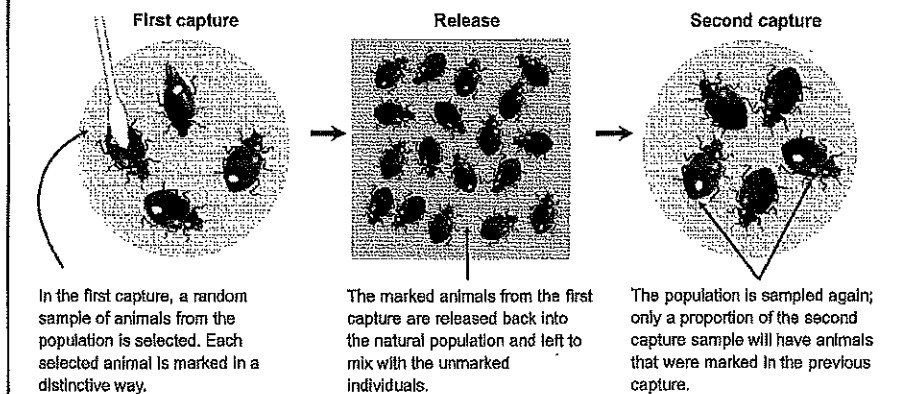 First capture
Release
Second capture
In the first capture, a random
sample of animals from the
population is selected. Each
selected animal is marked in a
distinctive way.
The marked animals from the first
capture are released back into
the natural population and left to
mix with the unmarked
individuals.
The population is sampled again;
only a proportion of the second
capture sample will have animals
that were marked in the previous
capture.